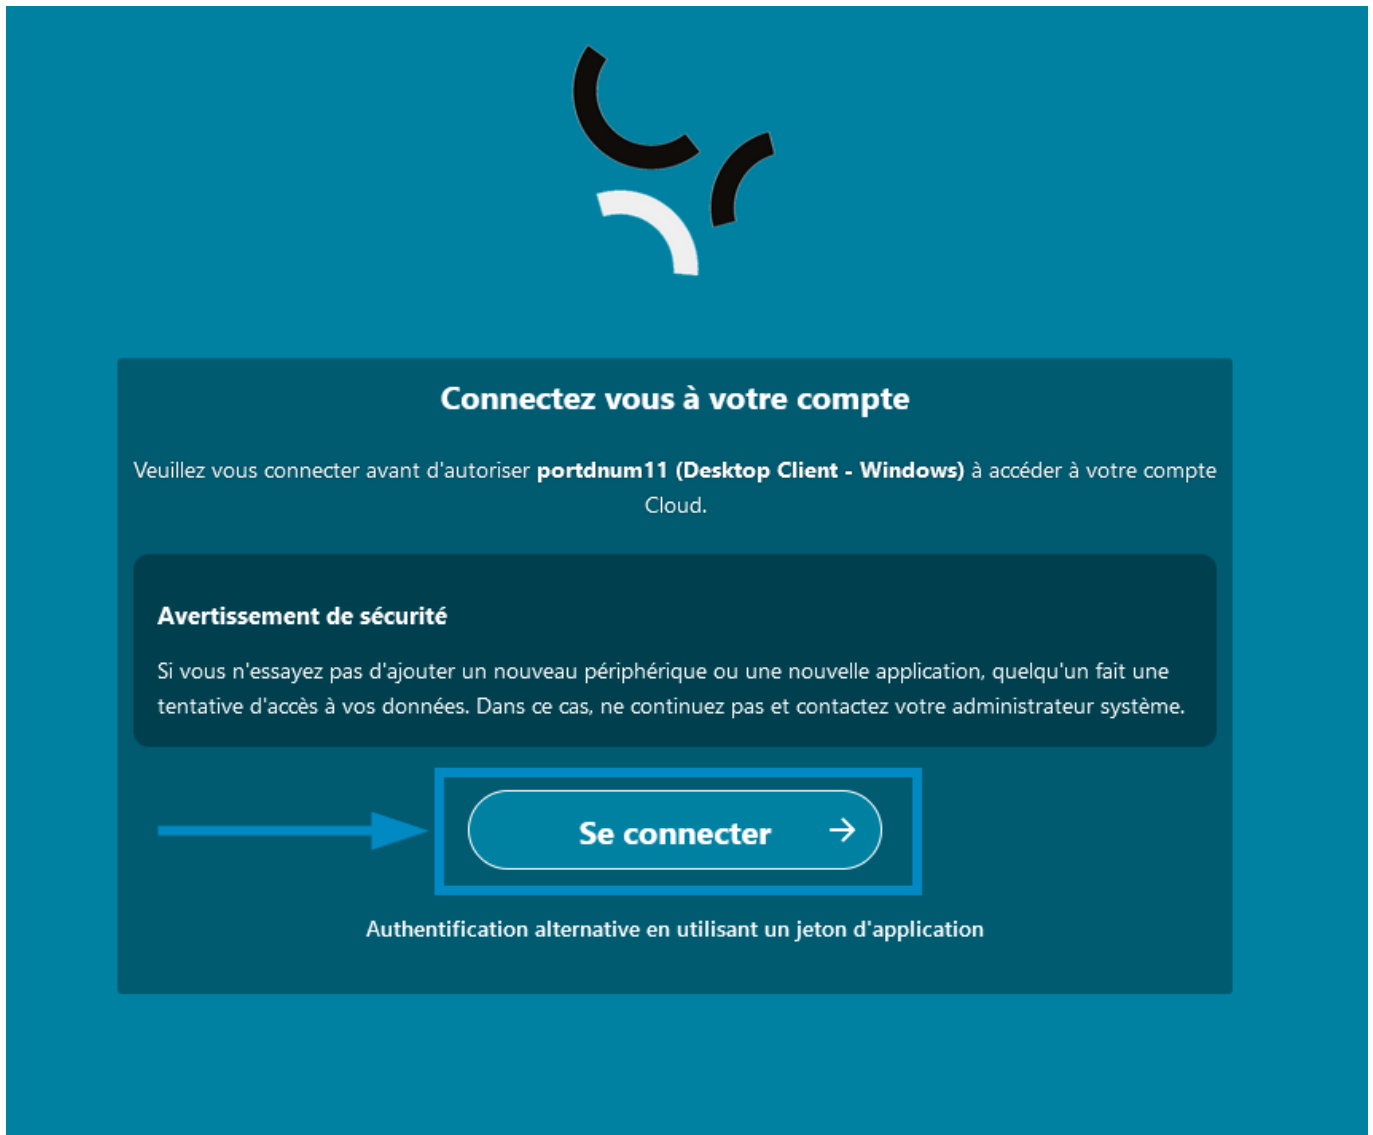 Connectez vous à votre compte
Veuillez vous connecter avant d'autoriser portdnum11 (Desktop Client - Windows) à accéder à votre compte
Cloud.
Avertissement de sécurité
Si vous n'essayez pas d'ajouter un nouveau périphérique ou une nouvelle application, quelqu'un fait une
tentative d'accès à vos données. Dans ce cas, ne continuez pas et contactez votre administrateur système.
Se connecter
Authentification alternative en utilisant un jeton d'application